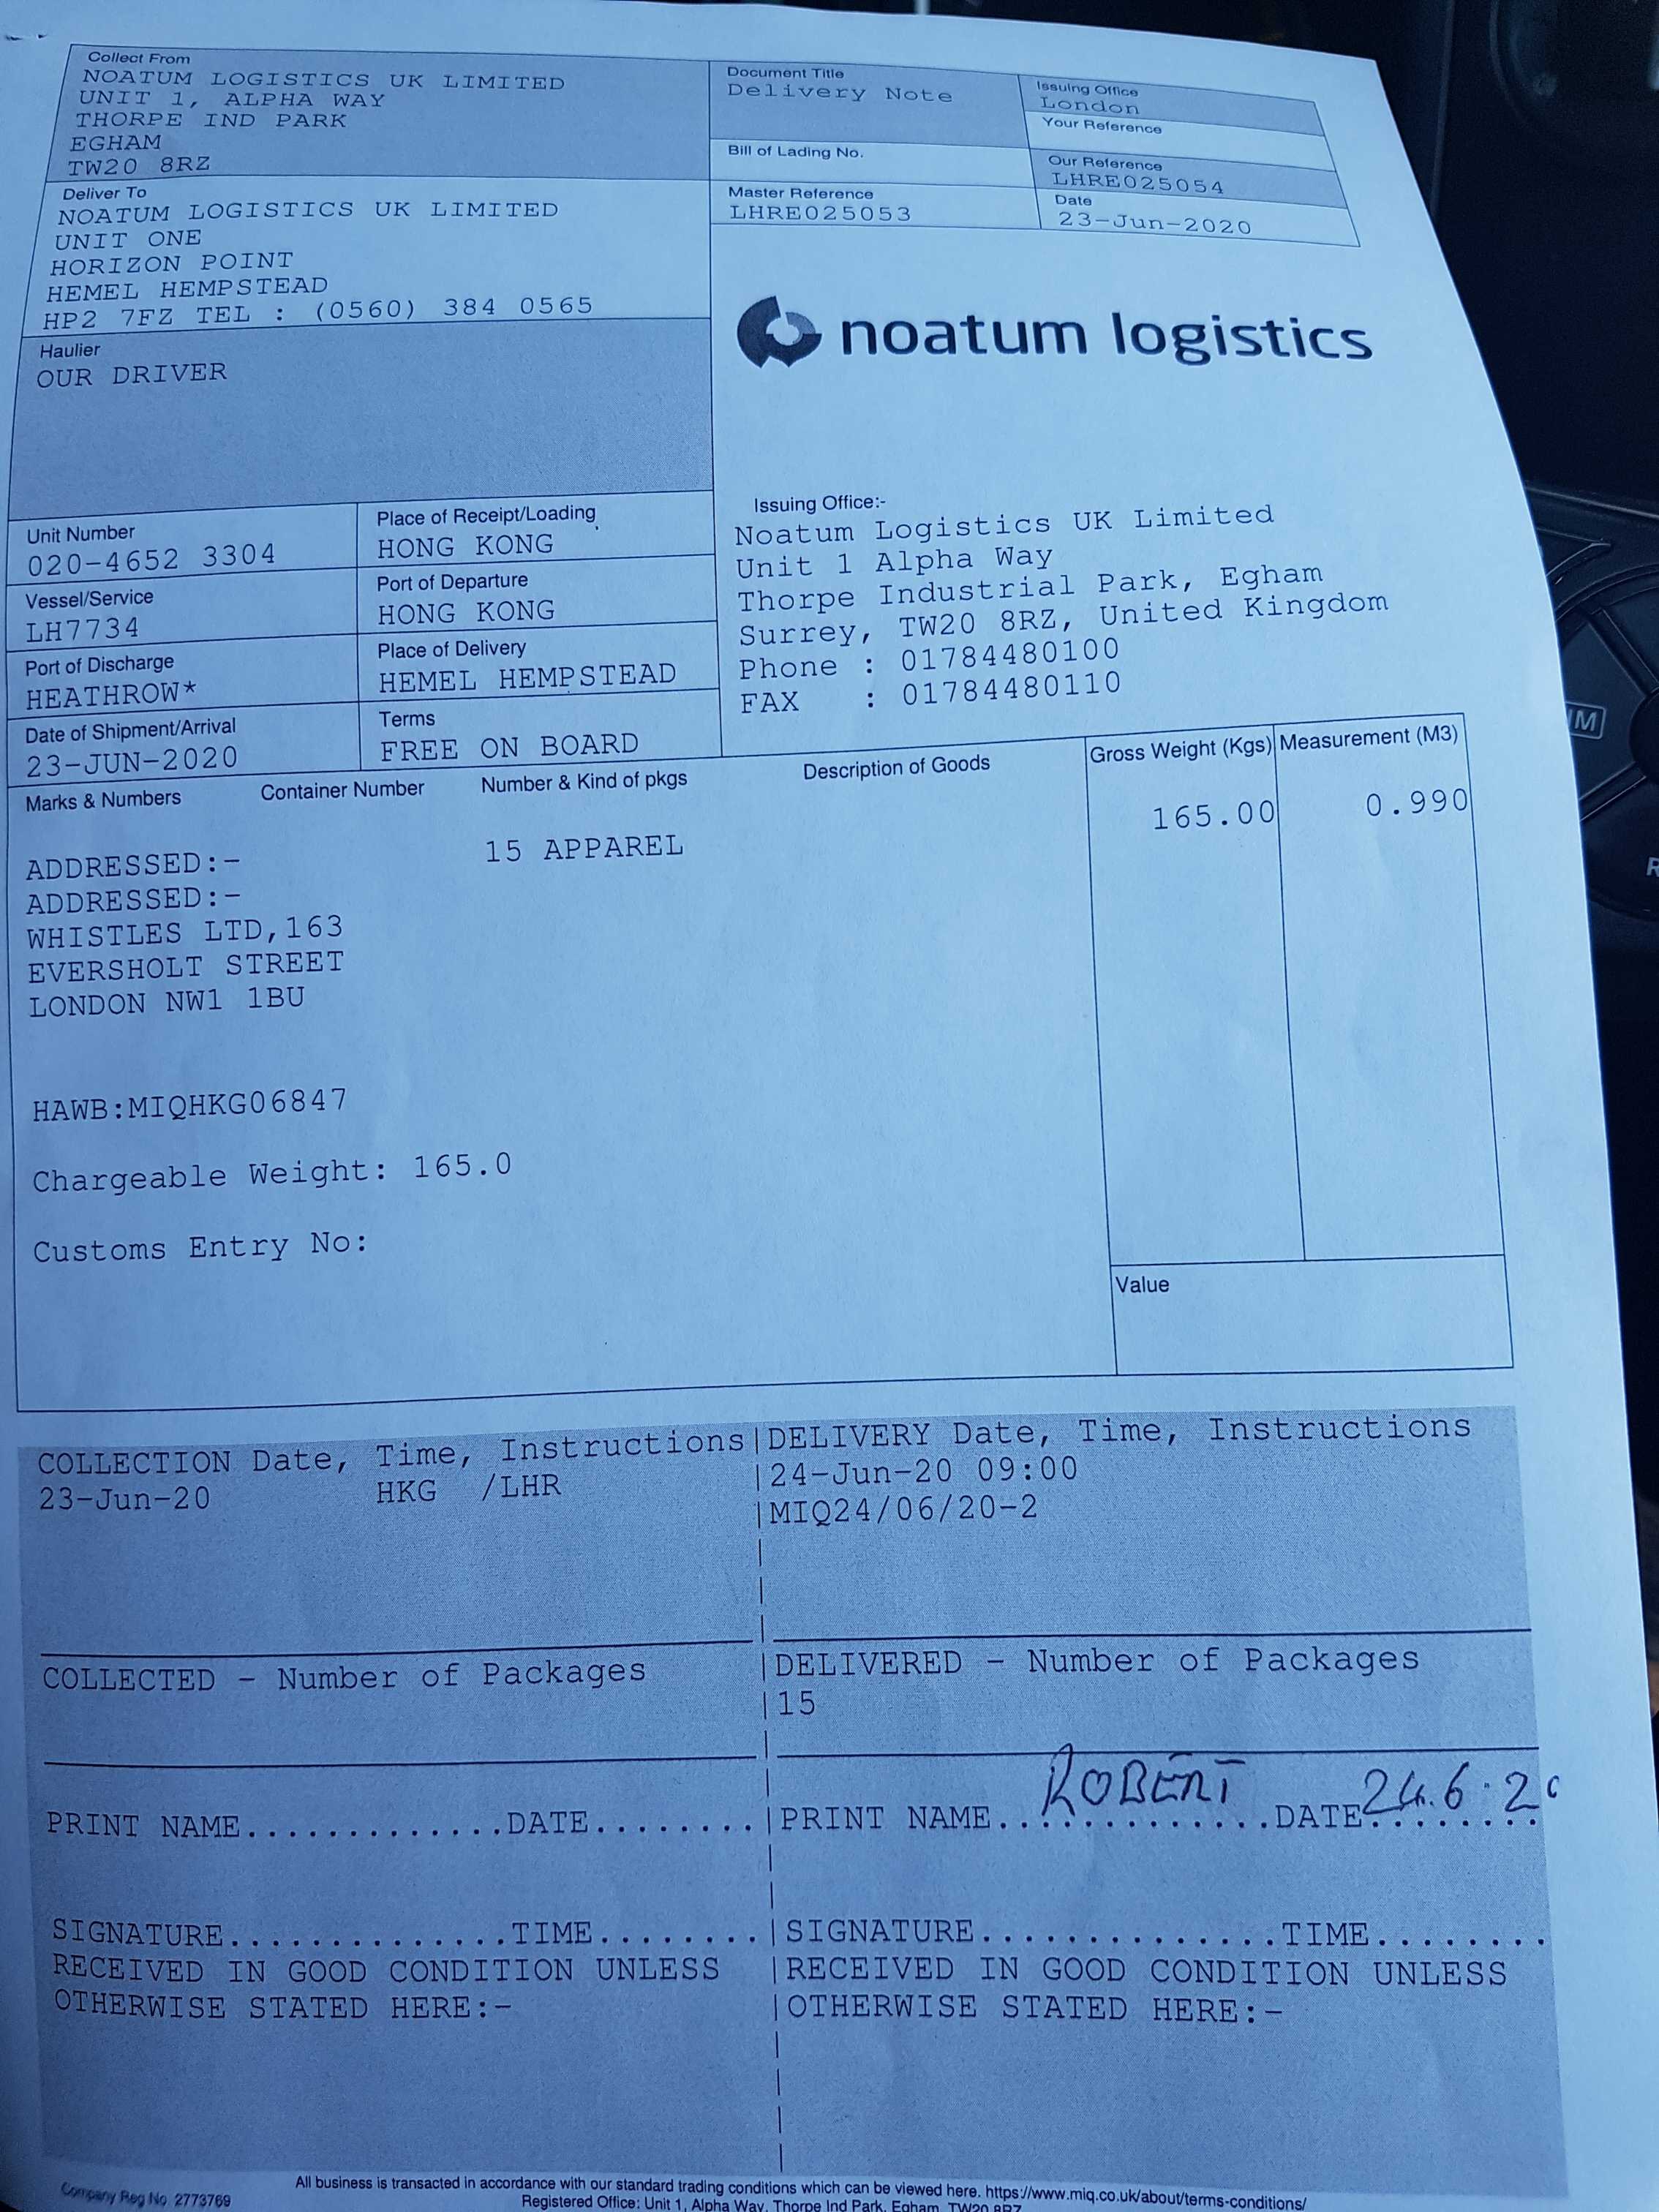 Collect From
NOATUM LOGISTICS UK LIMITED
UNIT 1, ALPHA WAY
THORPE IND PARK
EGHAM
TW20 8RZ
Document Title
Delivery Note
Issuing Office
London
Your Reference
Bill of Lading No.
Our Reference
LHRE025054
Master Reference
LHRE025053
Date
23-Jun-2020
Deliver To
NOATUM LOGISTICS UK LIMITED
UNIT ONE
HORIZON POINT
HEMEL HEMPSTEAD
HP2 7FZ TEL : (0560) 384 0565
Haulier
OUR DRIVER
noatum logistics
Issuing Office:-
Noatum Logistics UK Limited
Unit 1 Alpha Way
Thorpe Industrial Park, Egham
Surrey, TW20 8RZ, United Kingdom
Phone : 01784480100
FAX : 01784480110
Unit Number
020-4652 3304
Place of Receipt/Loading
HONG KONG
Vessel/Service
LH7734
Port of Departure
HONG KONG
Port of Discharge
HEATHROW*
Place of Delivery
HEMEL HEMPSTEAD
Date of Shipment/Arrival
23-JUN-2020
Terms
FREE ON BOARD
Marks & Numbers Container Number Number & Kind of pkgs Description of Goods Gross Weight (Kgs) Measurement (M3)
15 APPAREL 165.00 0.990
ADDRESSED:-
ADDRESSED:-
WHISTLES LTD,163
EVERSHOLT STREET
LONDON NW1 1BU
HAWB:MIQHKG06847
Chargeable Weight: 165.0
Customs Entry No:
Value
COLLECTION Date, Time, Instructions|DELIVERY Date, Time, Instructions
23-Jun-20 HKG /LHR |24-Jun-20 09:00
|MIQ24/06/20-2
COLLECTED - Number of Packages |DELIVERED - Number of Packages
|15
PRINT NAME.............DATE........|PRINT NAME..ROBERT..DATE 24.6.20
SIGNATURE..............TIME........|SIGNATURE..............TIME........
RECEIVED IN GOOD CONDITION UNLESS |RECEIVED IN GOOD CONDITION UNLESS
OTHERWISE STATED HERE:- |OTHERWISE STATED HERE:-
All business is transacted in accordance with our standard trading conditions which can be viewed here. https://www.miq.co.uk/about/terms-conditions/
Company Reg No. 2773769
Registered Office: Unit 1, Alpha Way, Thorpe Ind Park, Egham, TW20 8RZ